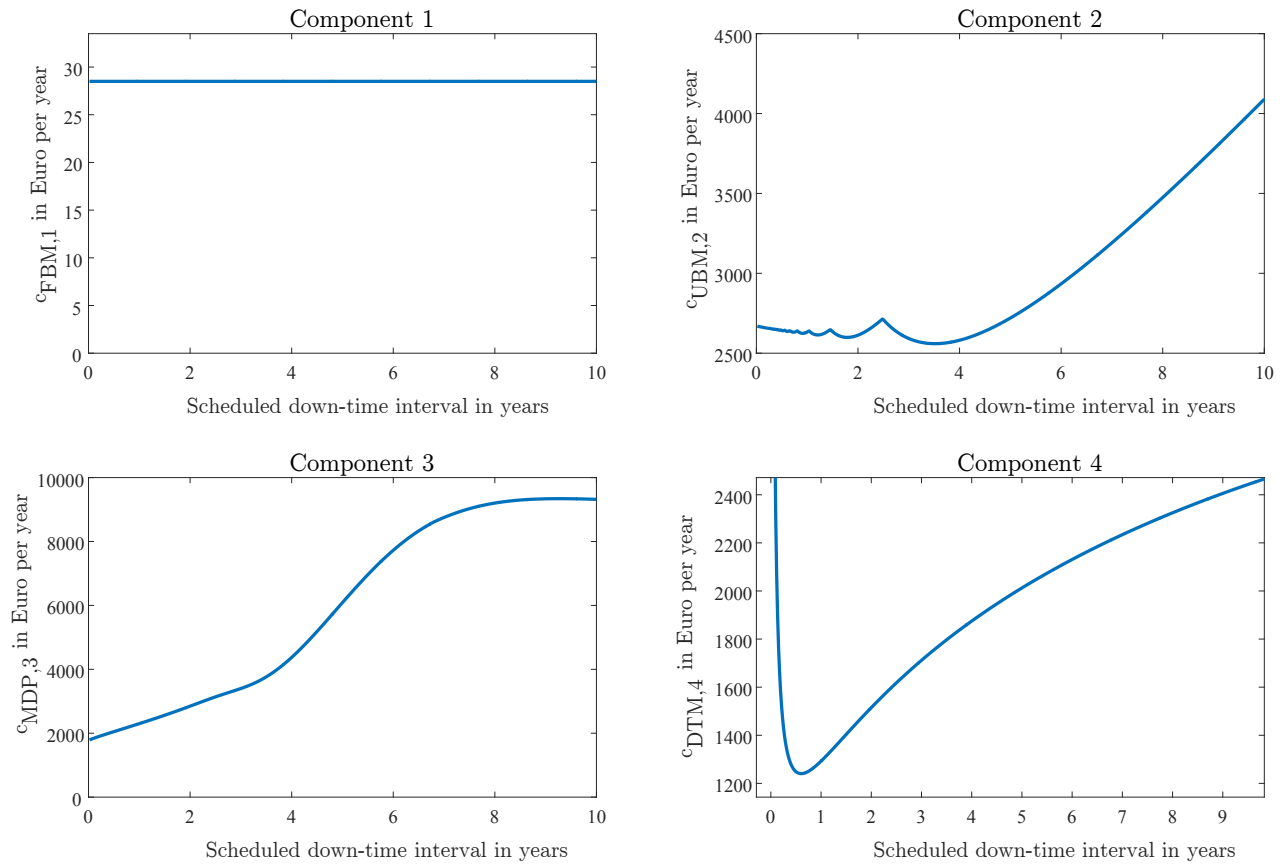 Component 1
30
25
20
15
10
5
0
0 2 4 6 8 10
c_FBM,1 in Euro per year
Scheduled down-time interval in years
Component 2
4500
4000
3500
3000
2500
0 2 4 6 8 10
c_UBM,2 in Euro per year
Scheduled down-time interval in years
Component 3
10000
8000
6000
4000
2000
0
0 2 4 6 8 10
c_MDP,3 in Euro per year
Scheduled down-time interval in years
Component 4
2400
2200
2000
1800
1600
1400
1200
0 1 2 3 4 5 6 7 8 9
c_DTM,4 in Euro per year
Scheduled down-time interval in years